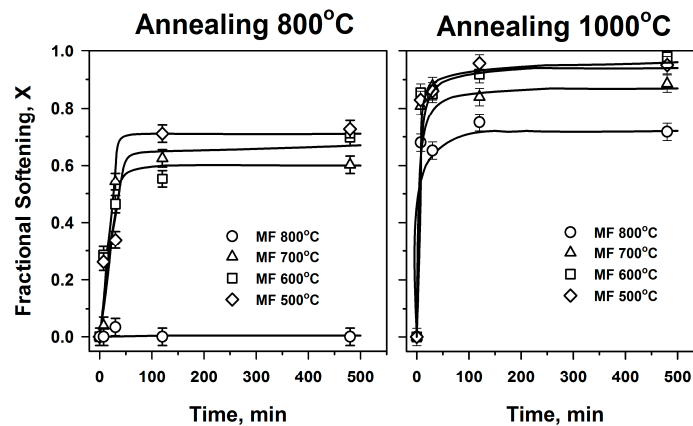 Annealing 800°C
Annealing 1000°C
Fractional Softening, X
1.0
0.8
0.6
0.4
0.2
0.0
MF 800°C
MF 700°C
MF 600°C
MF 500°C
MF 800°C
MF 700°C
MF 600°C
MF 500°C
0 100 200 300 400 500
0 100 200 300 400 500
Time, min
Time, min